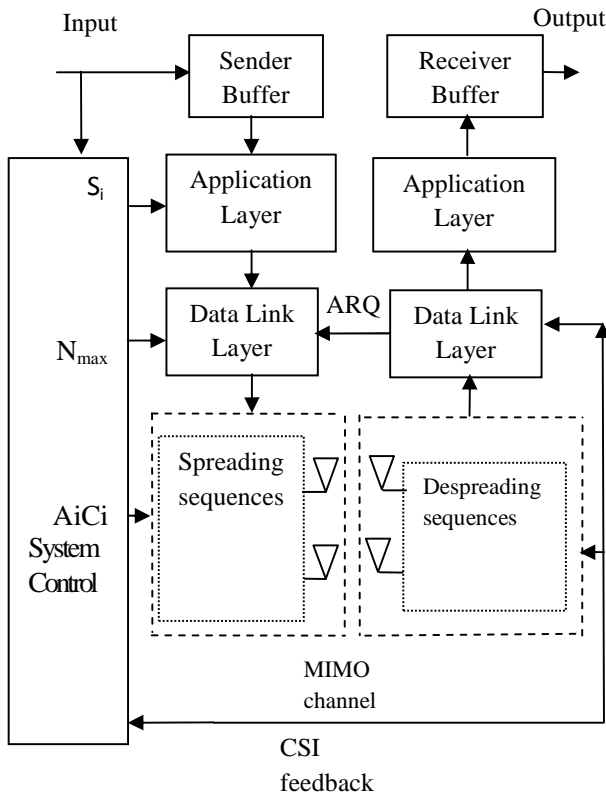 Input
Output
Sender
Buffer
Receiver
Buffer
Si
Application
Layer
Application
Layer
Nmax
Data Link
Layer
ARQ
Data Link
Layer
AiCi
System
Control
Spreading
sequences
Despreading
sequences
MIMO
channel
CSI
feedback